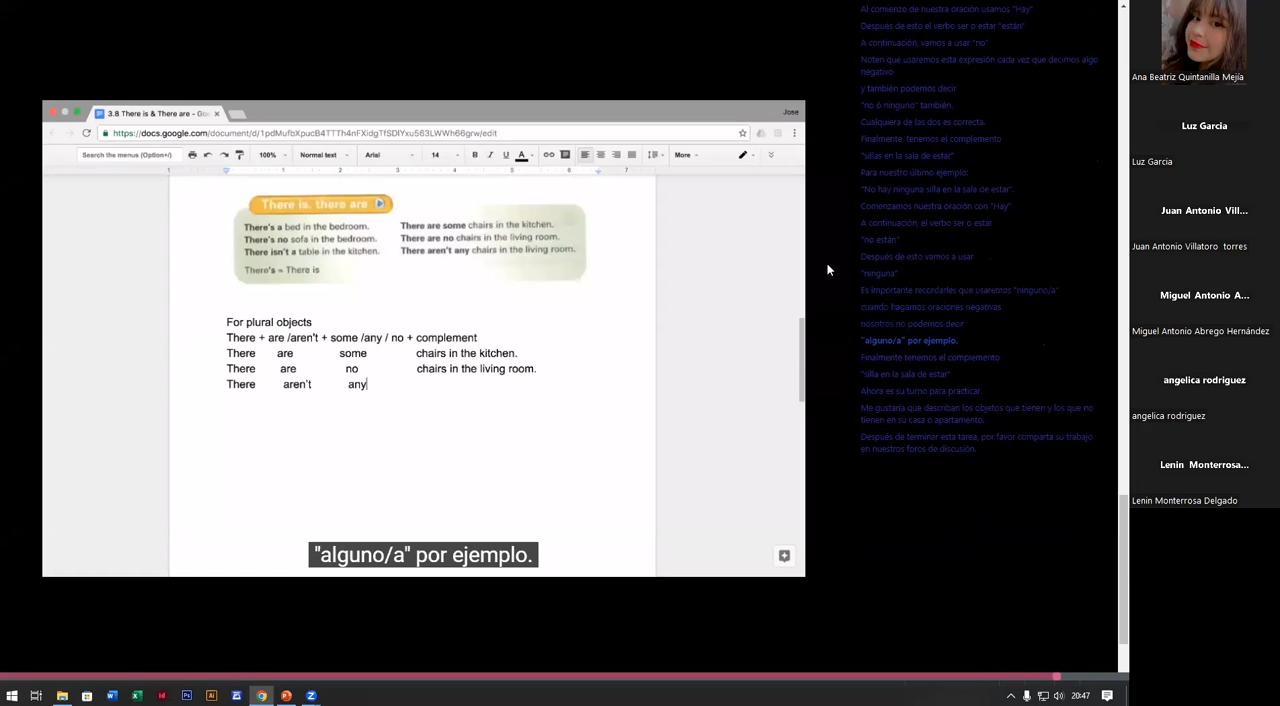 3.8 There is & There are - Go
Jose
https://docs.google.com/document/d/1pdMufbXpucB4TTTh4nFXidgTfSDIYxu563LWWh66grw/edit
Search the menus (Option+/)
100%
Normal text
Arial
14
B I U A
More
1 1 2 3 4 5 6 7
There is, there are
There's a bed in the bedroom.
There's no sofa in the bedroom.
There isn't a table in the kitchen.
There's = There is
There are some chairs in the kitchen.
There are no chairs in the living room.
There aren't any chairs in the living room.
For plural objects
There + are /aren't + some /any / no + complement
There are some chairs in the kitchen.
There are no chairs in the living room.
There aren't any
"alguno/a" por ejemplo.
Al comienzo de nuestra oración usamos "Hay"
Después de esto el verbo ser o estar "están"
A continuación, vamos a usar "no"
Noten que usaremos esta expresión cada vez que decimos algo
negativo
y también podemos decir
"no ó ninguno" también.
Cualquiera de las dos es correcta.
Finalmente, tenemos el complemento
"sillas en la sala de estar"
Para nuestro último ejemplo:
"No hay ninguna silla en la sala de estar".
Comenzamos nuestra oración con "Hay"
A continuación, el verbo ser o estar
"no están"
Después de esto vamos a usar
"ninguna"
Es importante recordarles que usaremos "ninguno/a"
cuando hagamos oraciones negativas
nosotros no podemos decir
"alguno/a" por ejemplo.
Finalmente tenemos el complemento
"silla en la sala de estar"
Ahora es su turno para practicar.
Me gustaría que describan los objetos que tienen y los que no
tienen en su casa o apartamento.
Después de terminar esta tarea, por favor comparta su trabajo
en nuestros foros de discusión.
Ana Beatriz Quintanilla Mejía
Luz Garcia
Luz Garcia
Juan Antonio Vill...
Juan Antonio Villatoro torres
Miguel Antonio A...
Miguel Antonio Abrego Hernández
angelica rodriguez
angelica rodriguez
Lenin Monterrosa...
Lenin Monterrosa Delgado
20:47